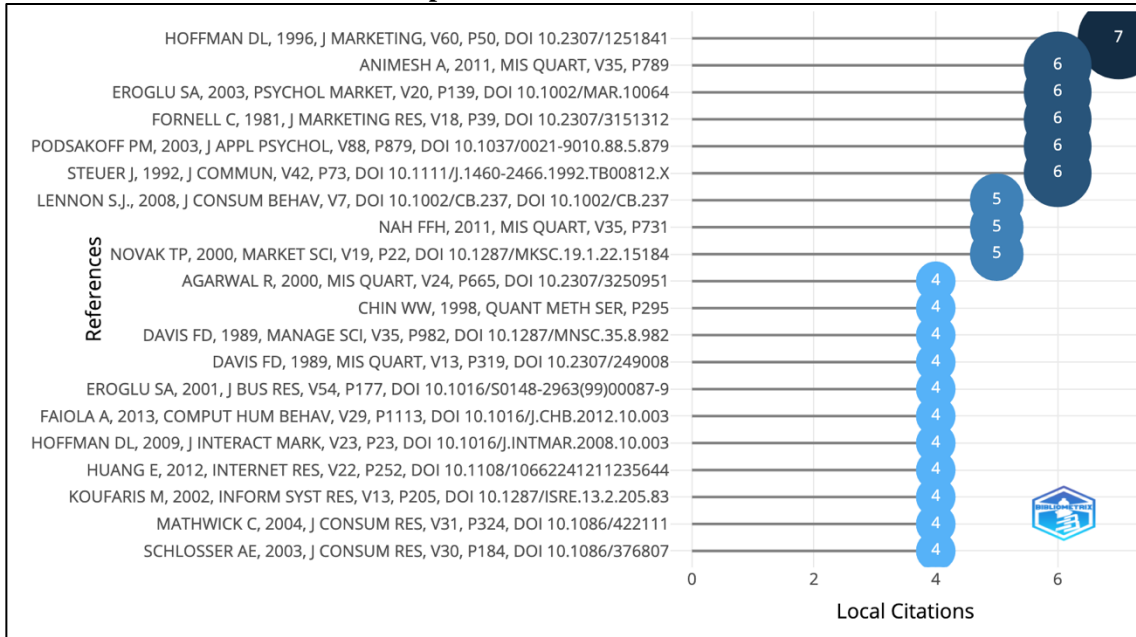 HOFFMAN DL, 1996, J MARKETING, V60, P50, DOI 10.2307/1251841 7
ANIMESH A, 2011, MIS QUART, V35, P789 6
EROGLU SA, 2003, PSYCHOL MARKET, V20, P139, DOI 10.1002/MAR.10064 6
FORNELL C, 1981, J MARKETING RES, V18, P39, DOI 10.2307/3151312 6
PODSAKOFF PM, 2003, J APPL PSYCHOL, V88, P879, DOI 10.1037/0021-9010.88.5.879 6
STEUER J, 1992, J COMMUN, V42, P73, DOI 10.1111/J.1460-2466.1992.TB00812.X 6
LENNON S.J., 2008, J CONSUM BEHAV, V7, DOI 10.1002/CB.237, DOI 10.1002/CB.237 5
NAH FFH, 2011, MIS QUART, V35, P731 5
NOVAK TP, 2000, MARKET SCI, V19, P22, DOI 10.1287/MKSC.19.1.22.15184 5
AGARWAL R, 2000, MIS QUART, V24, P665, DOI 10.2307/3250951 4
CHIN WW, 1998, QUANT METH SER, P295 4
DAVIS FD, 1989, MANAGE SCI, V35, P982, DOI 10.1287/MNSC.35.8.982 4
DAVIS FD, 1989, MIS QUART, V13, P319, DOI 10.2307/249008 4
EROGLU SA, 2001, J BUS RES, V54, P177, DOI 10.1016/S0148-2963(99)00087-9 4
FAIOLA A, 2013, COMPUT HUM BEHAV, V29, P1113, DOI 10.1016/J.CHB.2012.10.003 4
HOFFMAN DL, 2009, J INTERACT MARK, V23, P23, DOI 10.1016/J.INTMAR.2008.10.003 4
HUANG E, 2012, INTERNET RES, V22, P252, DOI 10.1108/10662241211235644 4
KOUFARIS M, 2002, INFORM SYST RES, V13, P205, DOI 10.1287/ISRE.13.2.205.83 4
MATHWICK C, 2004, J CONSUM RES, V31, P324, DOI 10.1086/422111 4
SCHLOSSER AE, 2003, J CONSUM RES, V30, P184, DOI 10.1086/376807 4
References
BIBLIOMETRIX
0 2 4 6
Local Citations